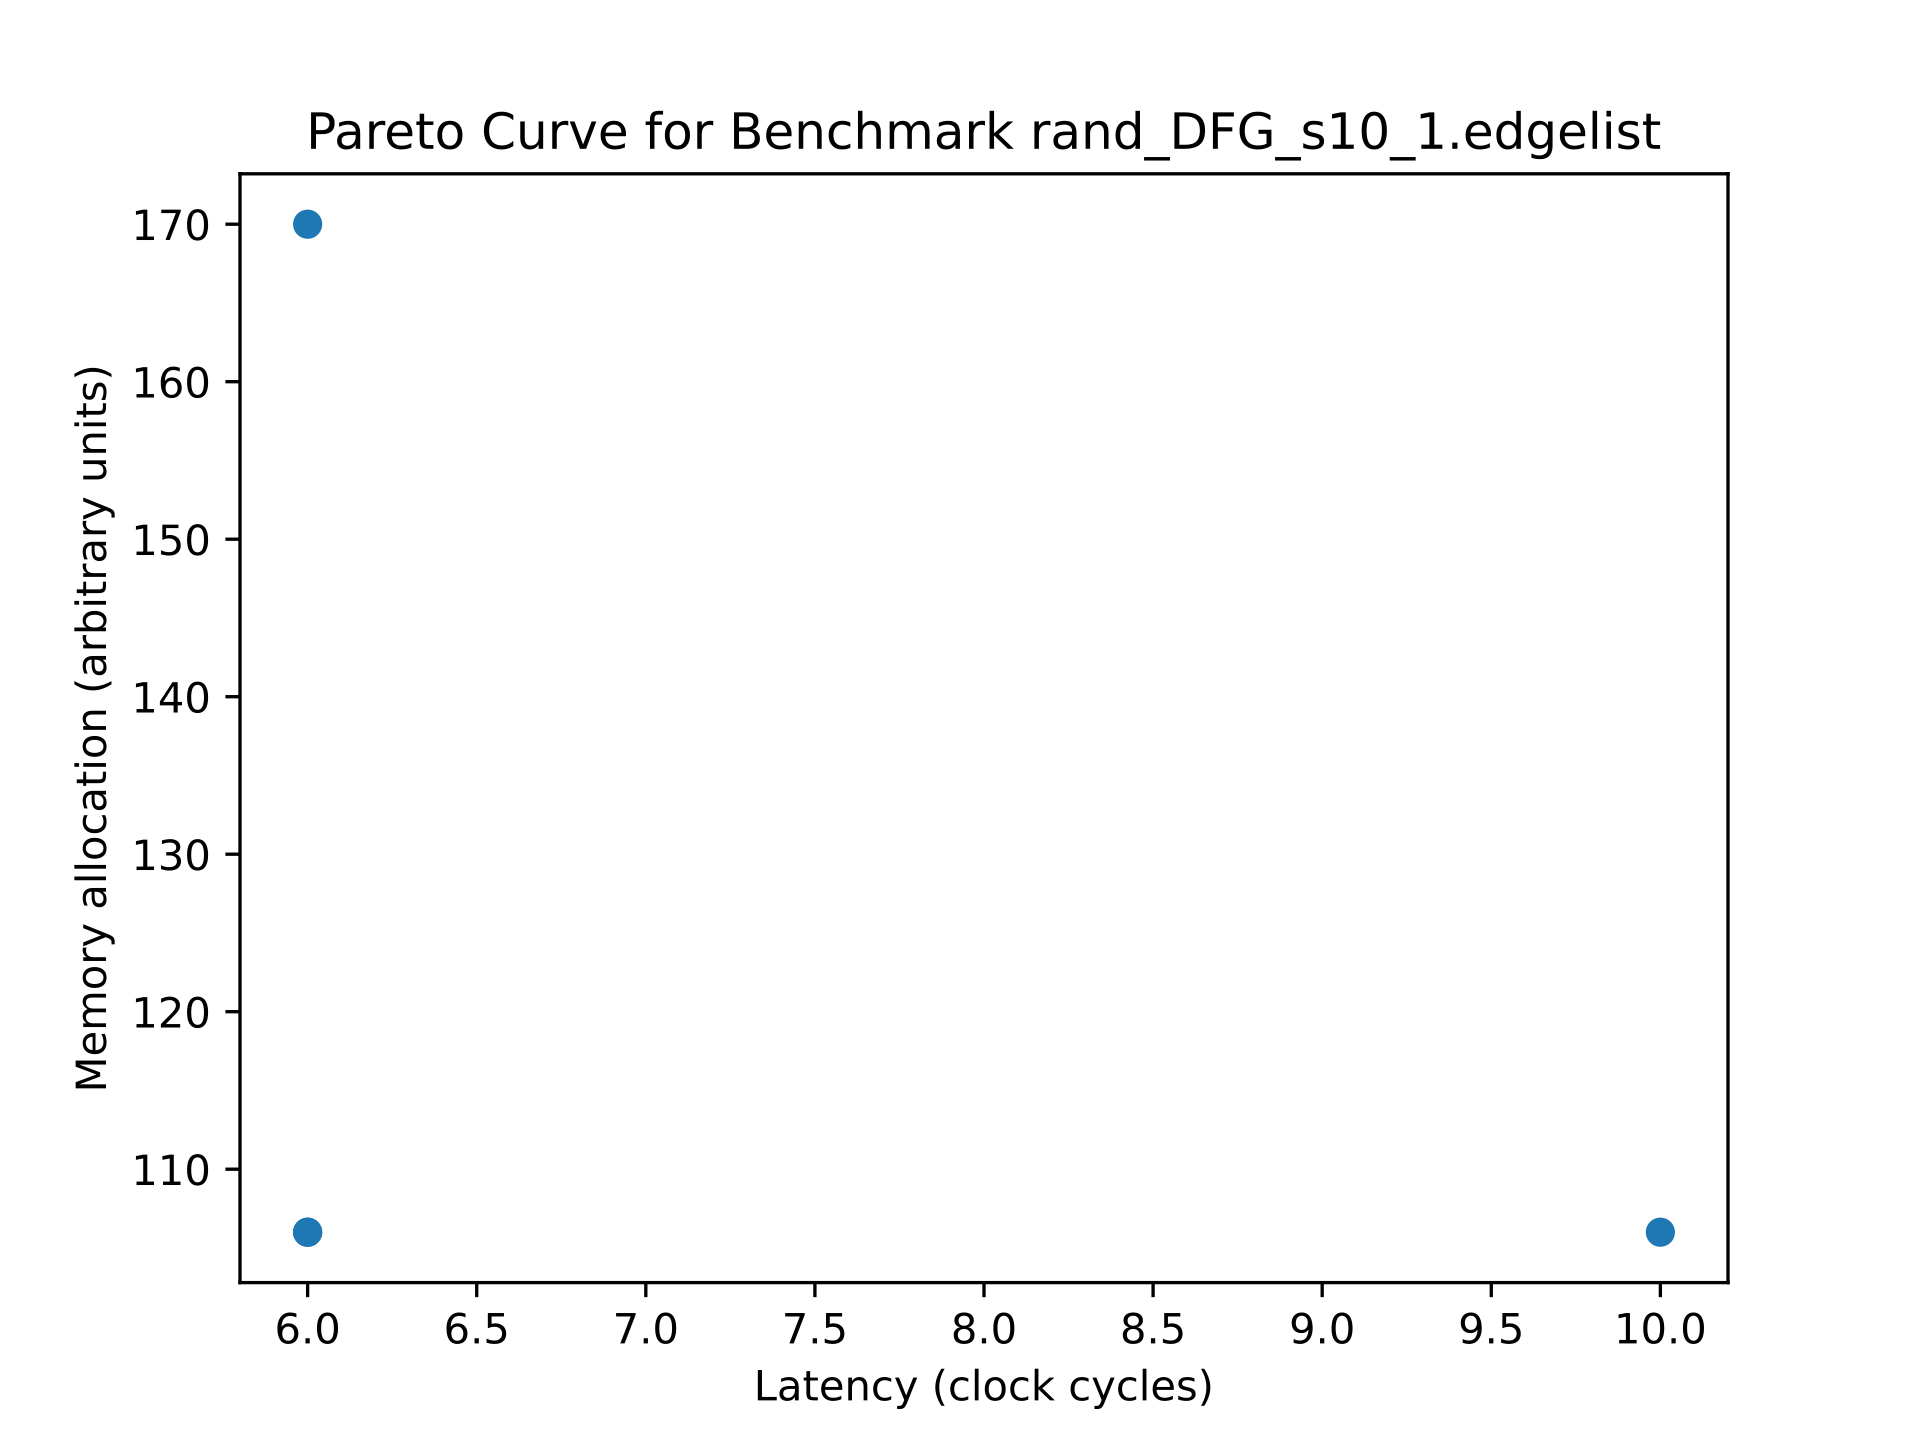 Pareto Curve for Benchmark rand_DFG_s10_1.edgelist
Memory allocation (arbitrary units)
170
160
150
140
130
120
110
6.0 6.5 7.0 7.5 8.0 8.5 9.0 9.5 10.0
Latency (clock cycles)